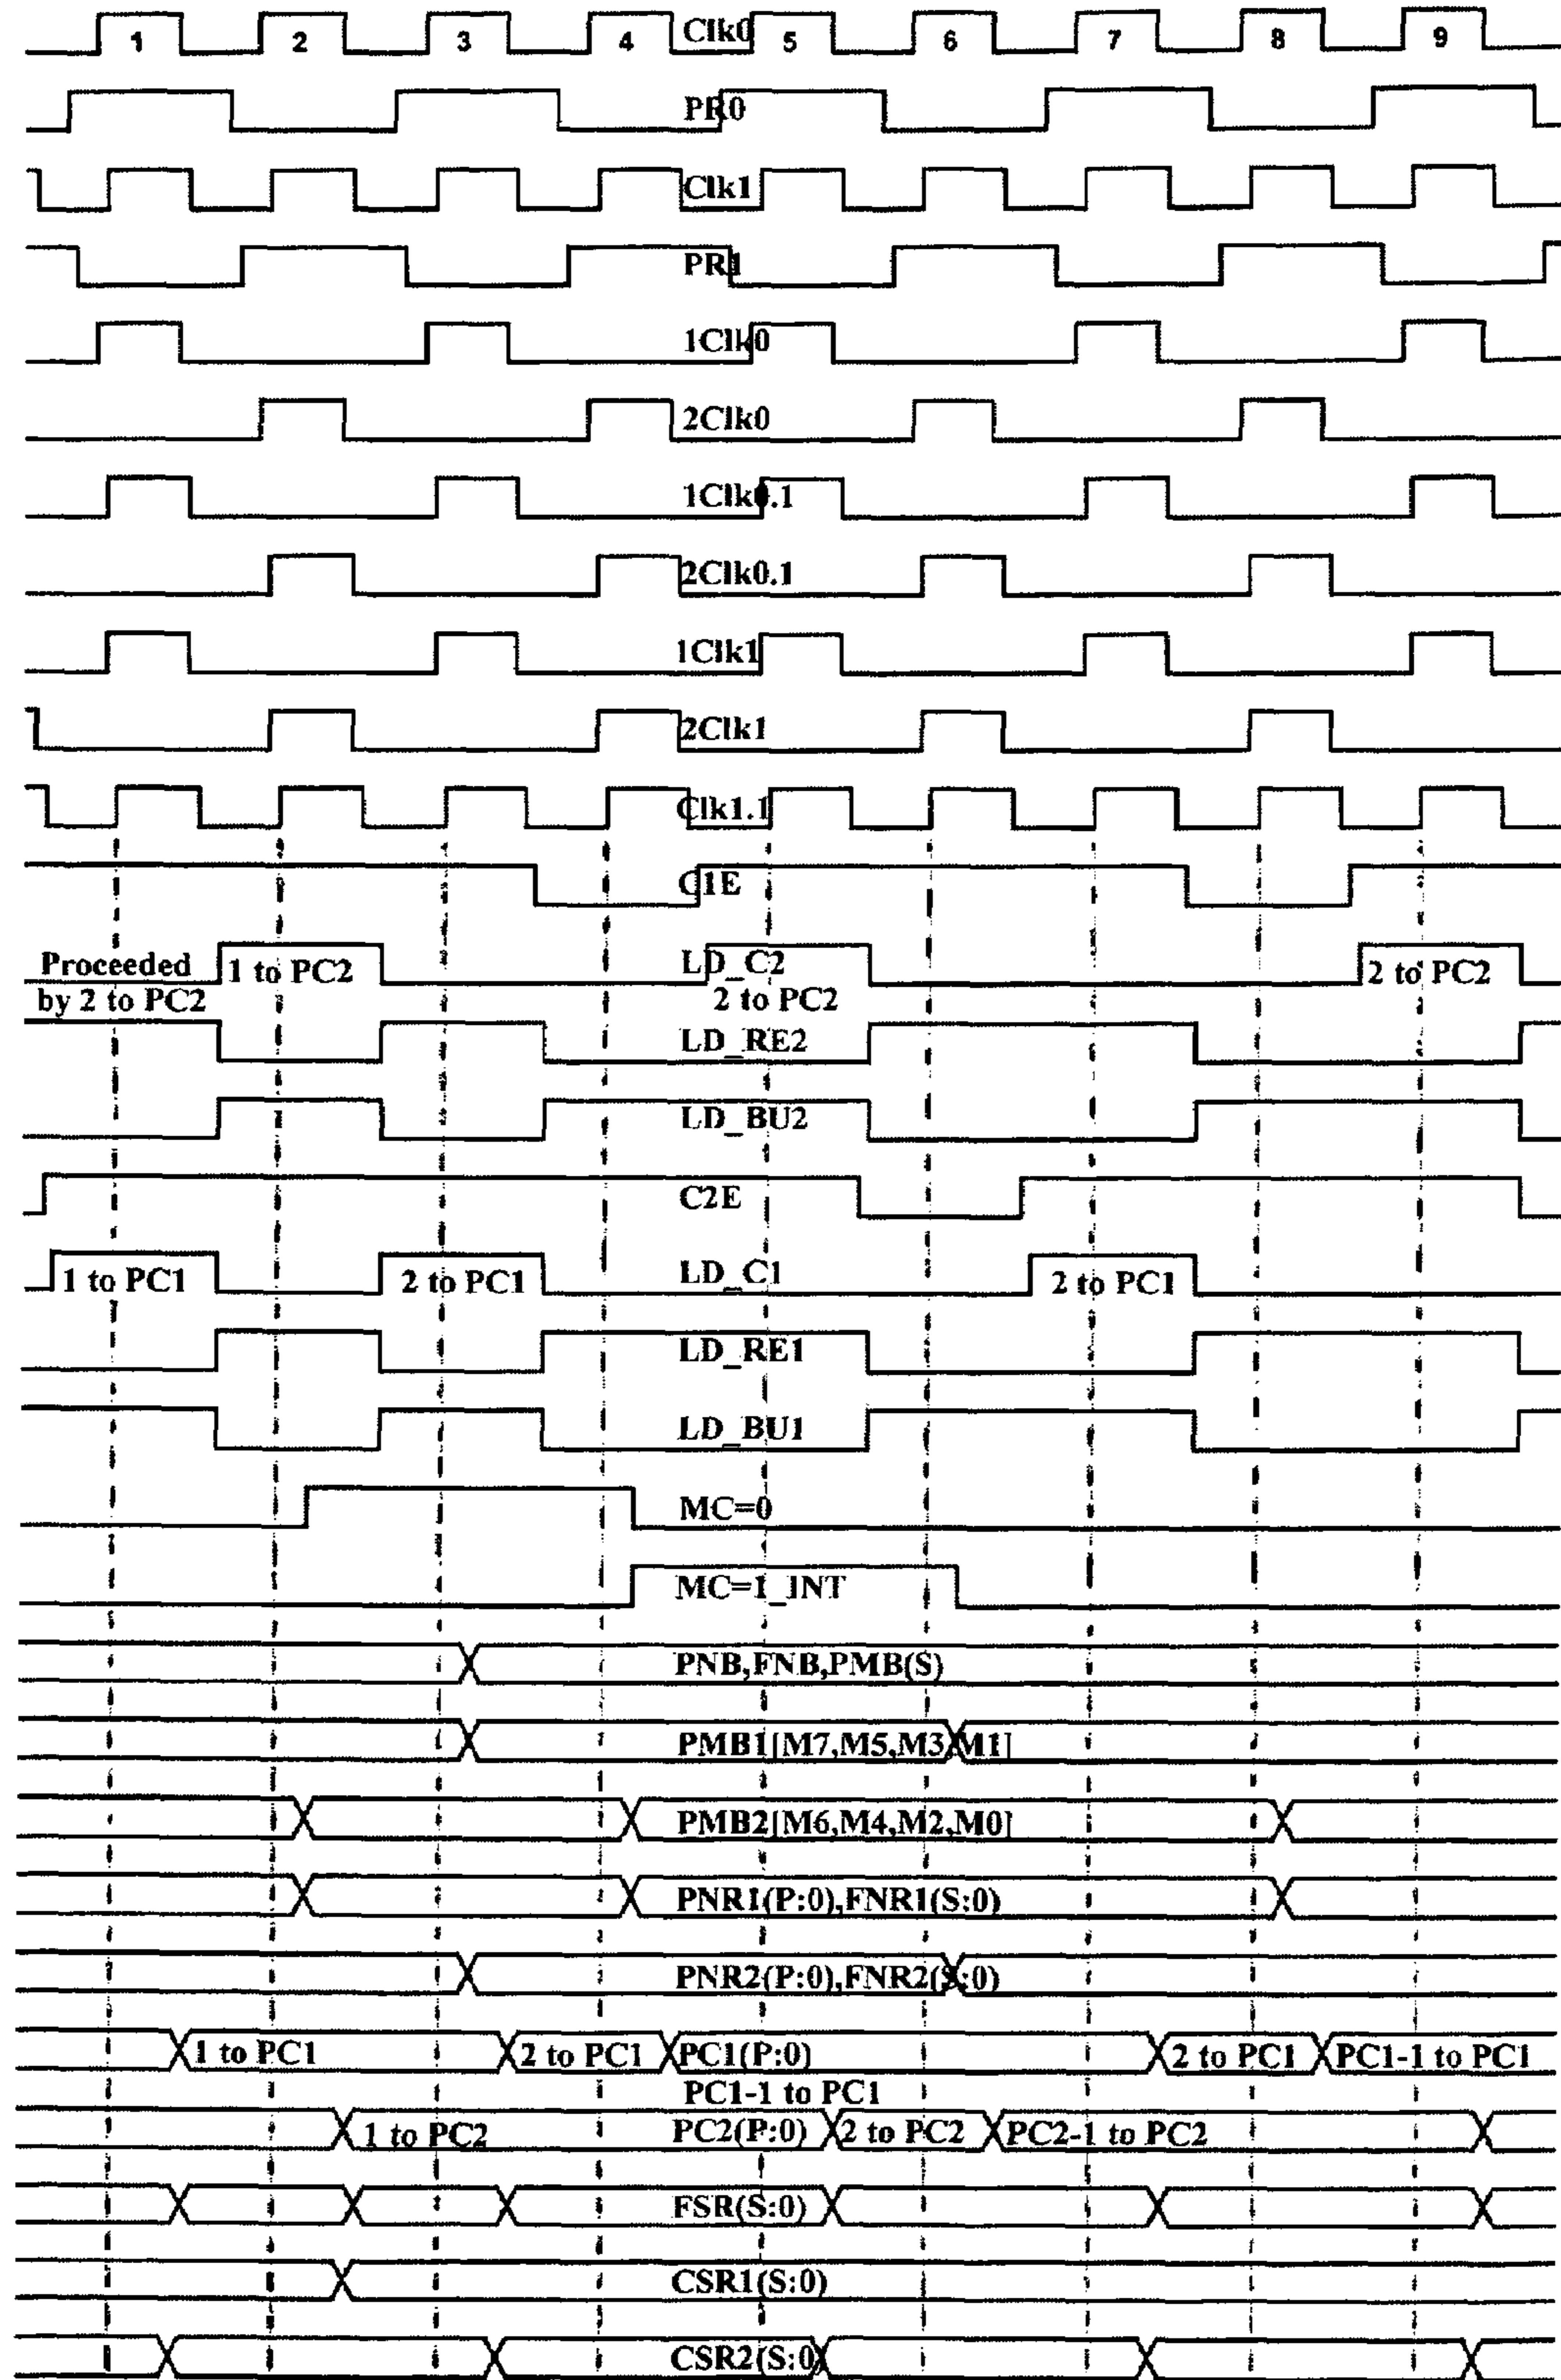 1 2 3 4 Clk0 5 6 7 8 9
PR0
Clk1
PR1
1Clk0
2Clk0
1Clk0.1
2Clk0.1
1Clk1
2Clk1
Clk1.1
C1E
Proceeded 1 to PC2 LD_C2 2 to PC2
by 2 to PC2 2 to PC2
LD_RE2
LD_BU2
C2E
1 to PC1 2 to PC1 LD_C1 2 to PC1
LD_RE1
LD_BU1
MC=0
MC=1_INT
PNB,FNB,PMB(S)
PMB1[M7,M5,M3,M1]
PMB2[M6,M4,M2,M0]
PNR1(P:0),FNR1(S:0)
PNR2(P:0),FNR2(S:0)
1 to PC1 2 to PC1 PC1(P:0) 2 to PC1 PC1-1 to PC1
PC1-1 to PC1
1 to PC2 PC2(P:0) 2 to PC2 PC2-1 to PC2
FSR(S:0)
CSR1(S:0)
CSR2(S:0)